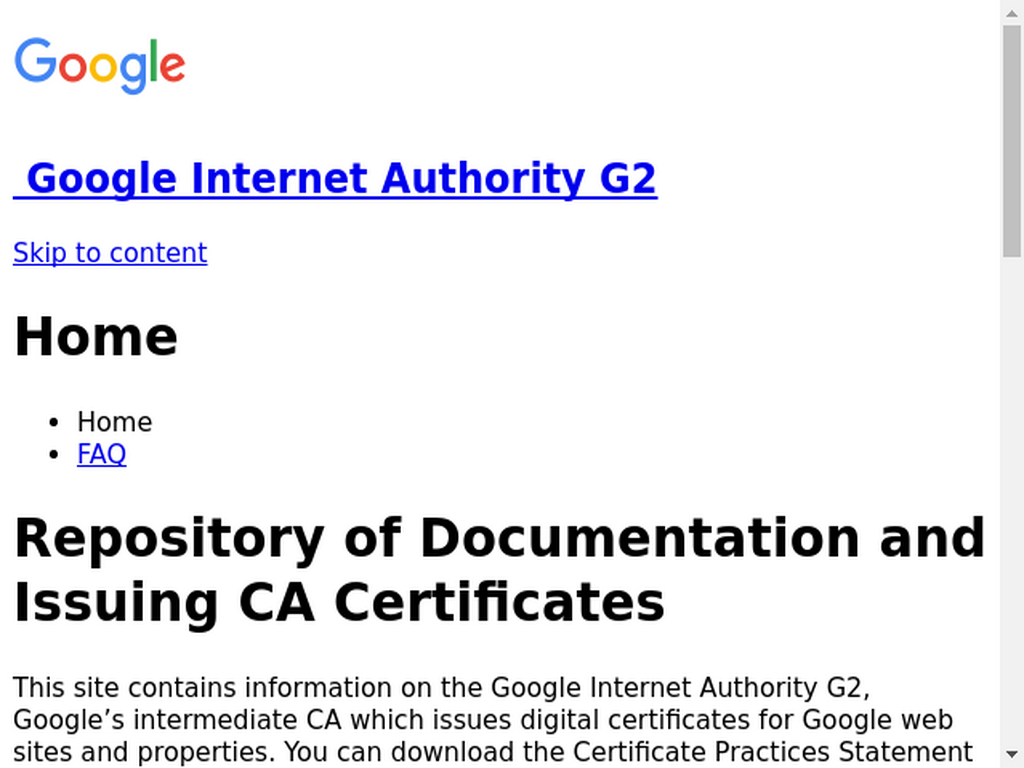 Google
Google Internet Authority G2
Skip to content
Home
Home
FAQ
Repository of Documentation and
Issuing CA Certificates
This site contains information on the Google Internet Authority G2,
Google’s intermediate CA which issues digital certificates for Google web
sites and properties. You can download the Certificate Practices Statement